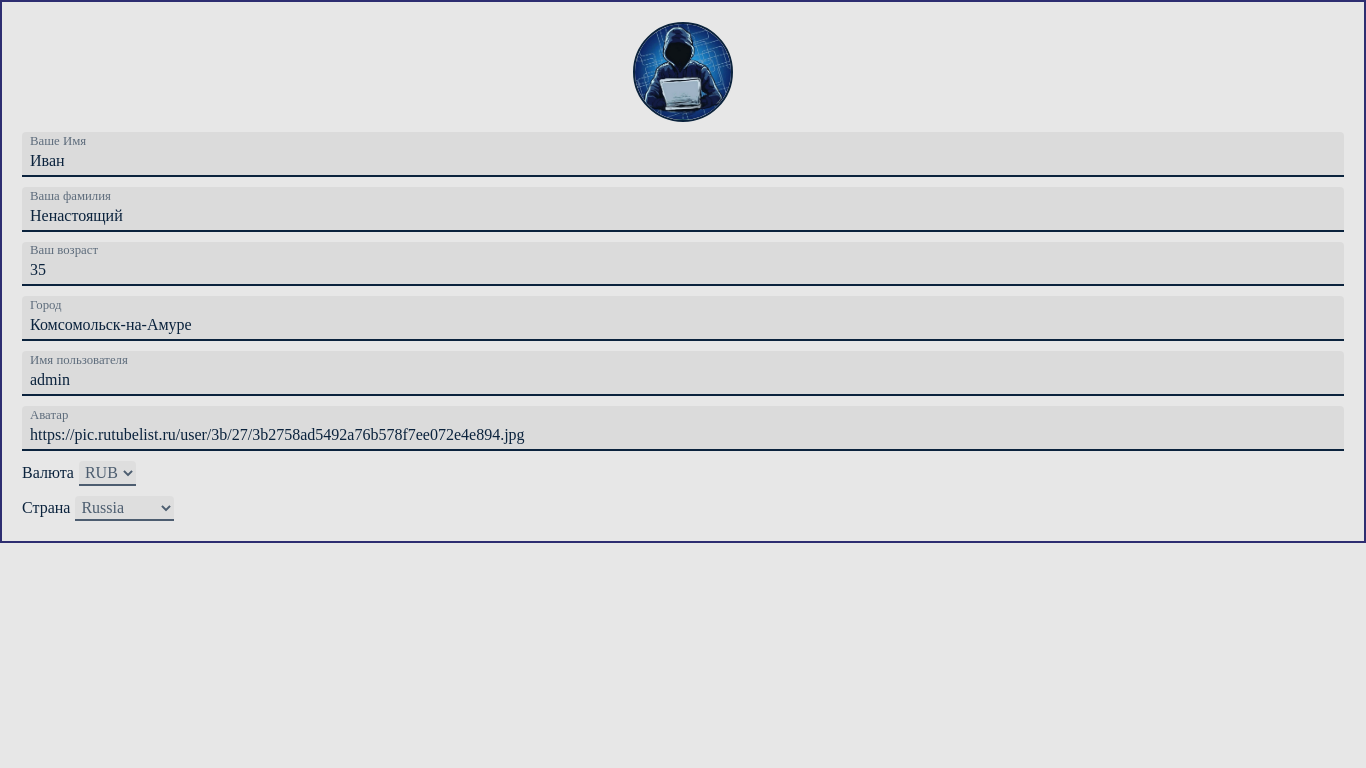 Ваше Имя
Иван
Ваша фамилия
Ненастоящий
Ваш возраст
35
Город
Комсомольск-на-Амуре
Имя пользователя
admin
Аватар
https://pic.rutubelist.ru/user/3b/27/3b2758ad5492a76b578f7ee072e4e894.jpg
Валюта RUB
Страна Russia